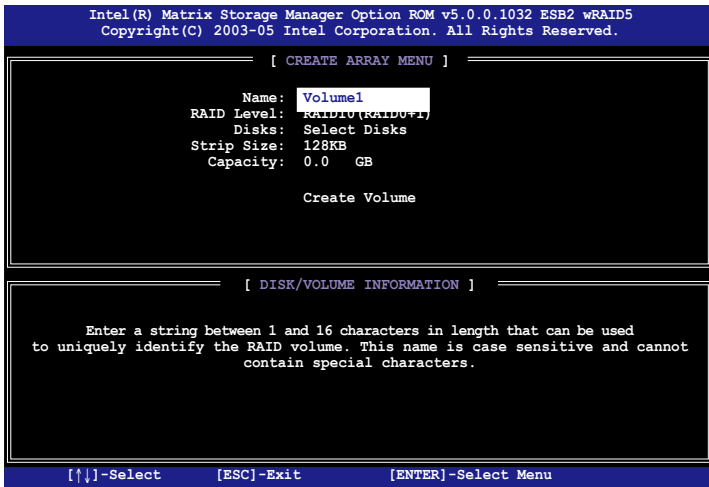 Intel(R) Matrix Storage Manager Option ROM v5.0.0.1032 ESB2 wRAID5
Copyright(C) 2003-05 Intel Corporation. All Rights Reserved.
[ CREATE ARRAY MENU ]
Name: Volume1
RAID Level: RAID10(RAID0+1)
Disks: Select Disks
Strip Size: 128KB
Capacity: 0.0 GB
Create Volume
[ DISK/VOLUME INFORMATION ]
Enter a string between 1 and 16 characters in length that can be used
to uniquely identify the RAID volume. This name is case sensitive and cannot
contain special characters.
[↑↓]-Select [ESC]-Exit [ENTER]-Select Menu